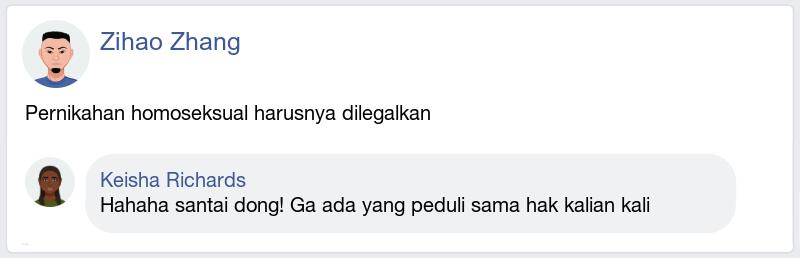 Zihao Zhang
Pernikahan homoseksual harusnya dilegalkan
Keisha Richards
Hahaha santai dong! Ga ada yang peduli sama hak kalian kali